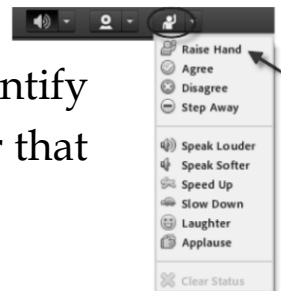 Raise Hand
ntify
Agree
Disagree
r that
Step Away
Speak Louder
Speak Softer
Speed Up
Slow Down
Laughter
Applause
Clear Status